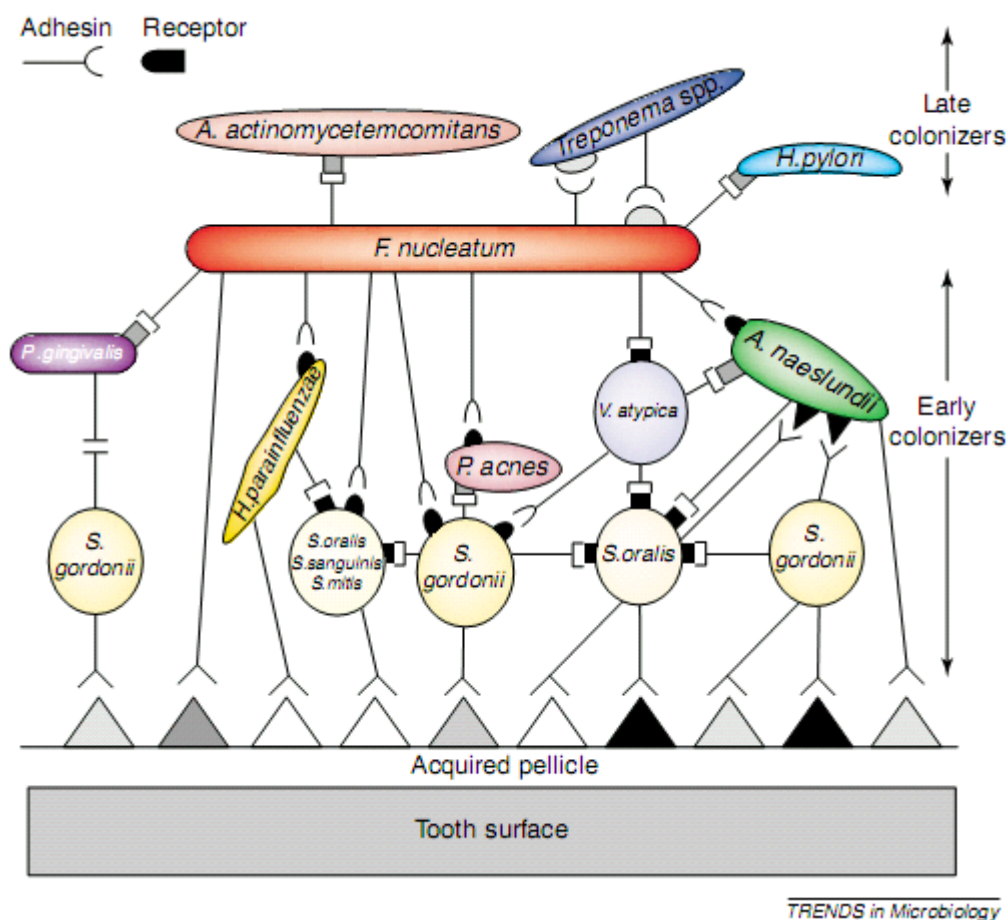 Adhesin Receptor
A. actinomycetemcomitans
Treponema spp.
H.pylori
Late
colonizers
F. nucleatum
P.gingivalis
H.parainfluenzae
V. atypica
A. naeslundii
Early
colonizers
P. acnes
S.
gordonii
S.oralis
S.sanguinis
S.mitis
S.
gordonii
S.oralis
S.
gordonii
Acquired pellicle
Tooth surface
TRENDS in Microbiology